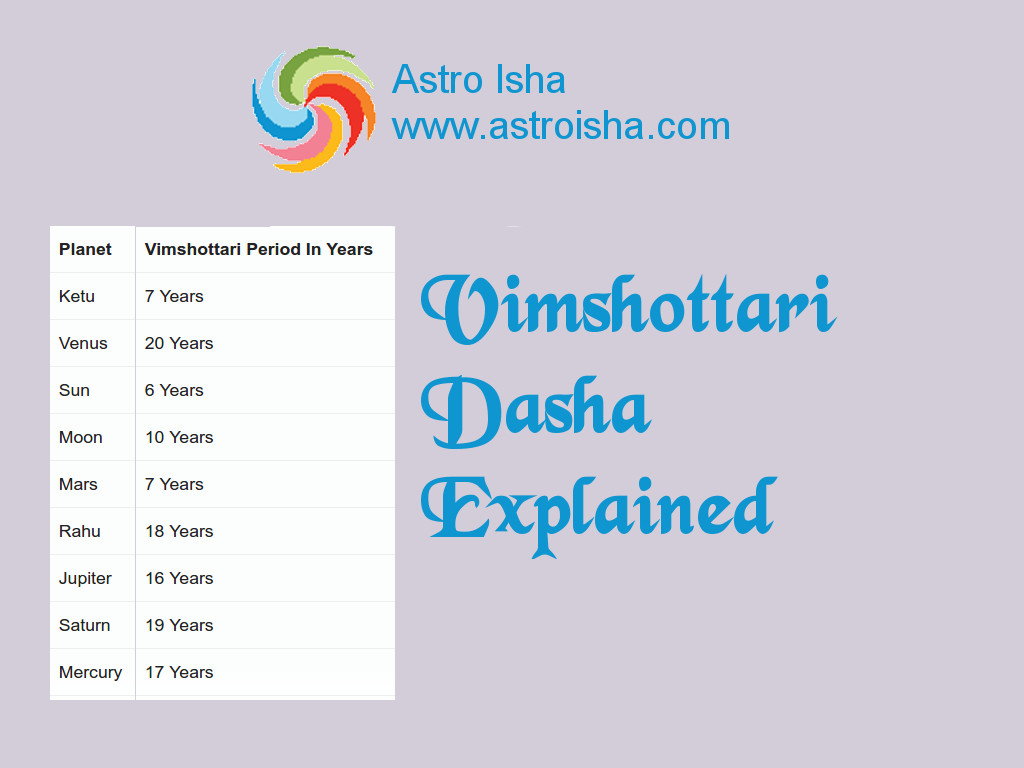 Astro Isha
www.astroisha.com
Planet Vimshottari Period In Years
Ketu 7 Years
Venus 20 Years
Sun 6 Years
Moon 10 Years
Mars 7 Years
Rahu 18 Years
Jupiter 16 Years
Saturn 19 Years
Mercury 17 Years
Vimshottari
Dasha
Explained